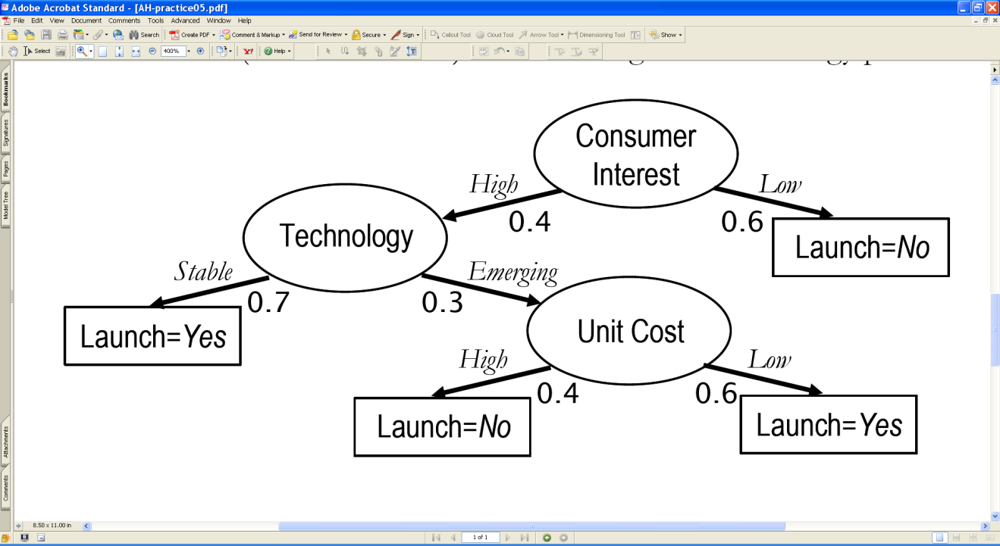 Adobe Acrobat Standard - [AH-practice05.pdf]
File Edit View Document Comments Tools Advanced Window Help
Search Create PDF Comment & Markup Send for Review Secure Sign Callout Tool Cloud Tool Arrow Tool Dimensioning Tool Show
Select 400% Y! Help
Bookmarks
Signatures
Pages
Model Tree
Attachments
Comments
Consumer
Interest
High
0.4
Low
0.6
Technology
Launch=No
Stable
0.7
Emerging
0.3
Launch=Yes
Unit Cost
High
0.4
Low
0.6
Launch=No
Launch=Yes
8.50 x 11.00 in
1 of 1